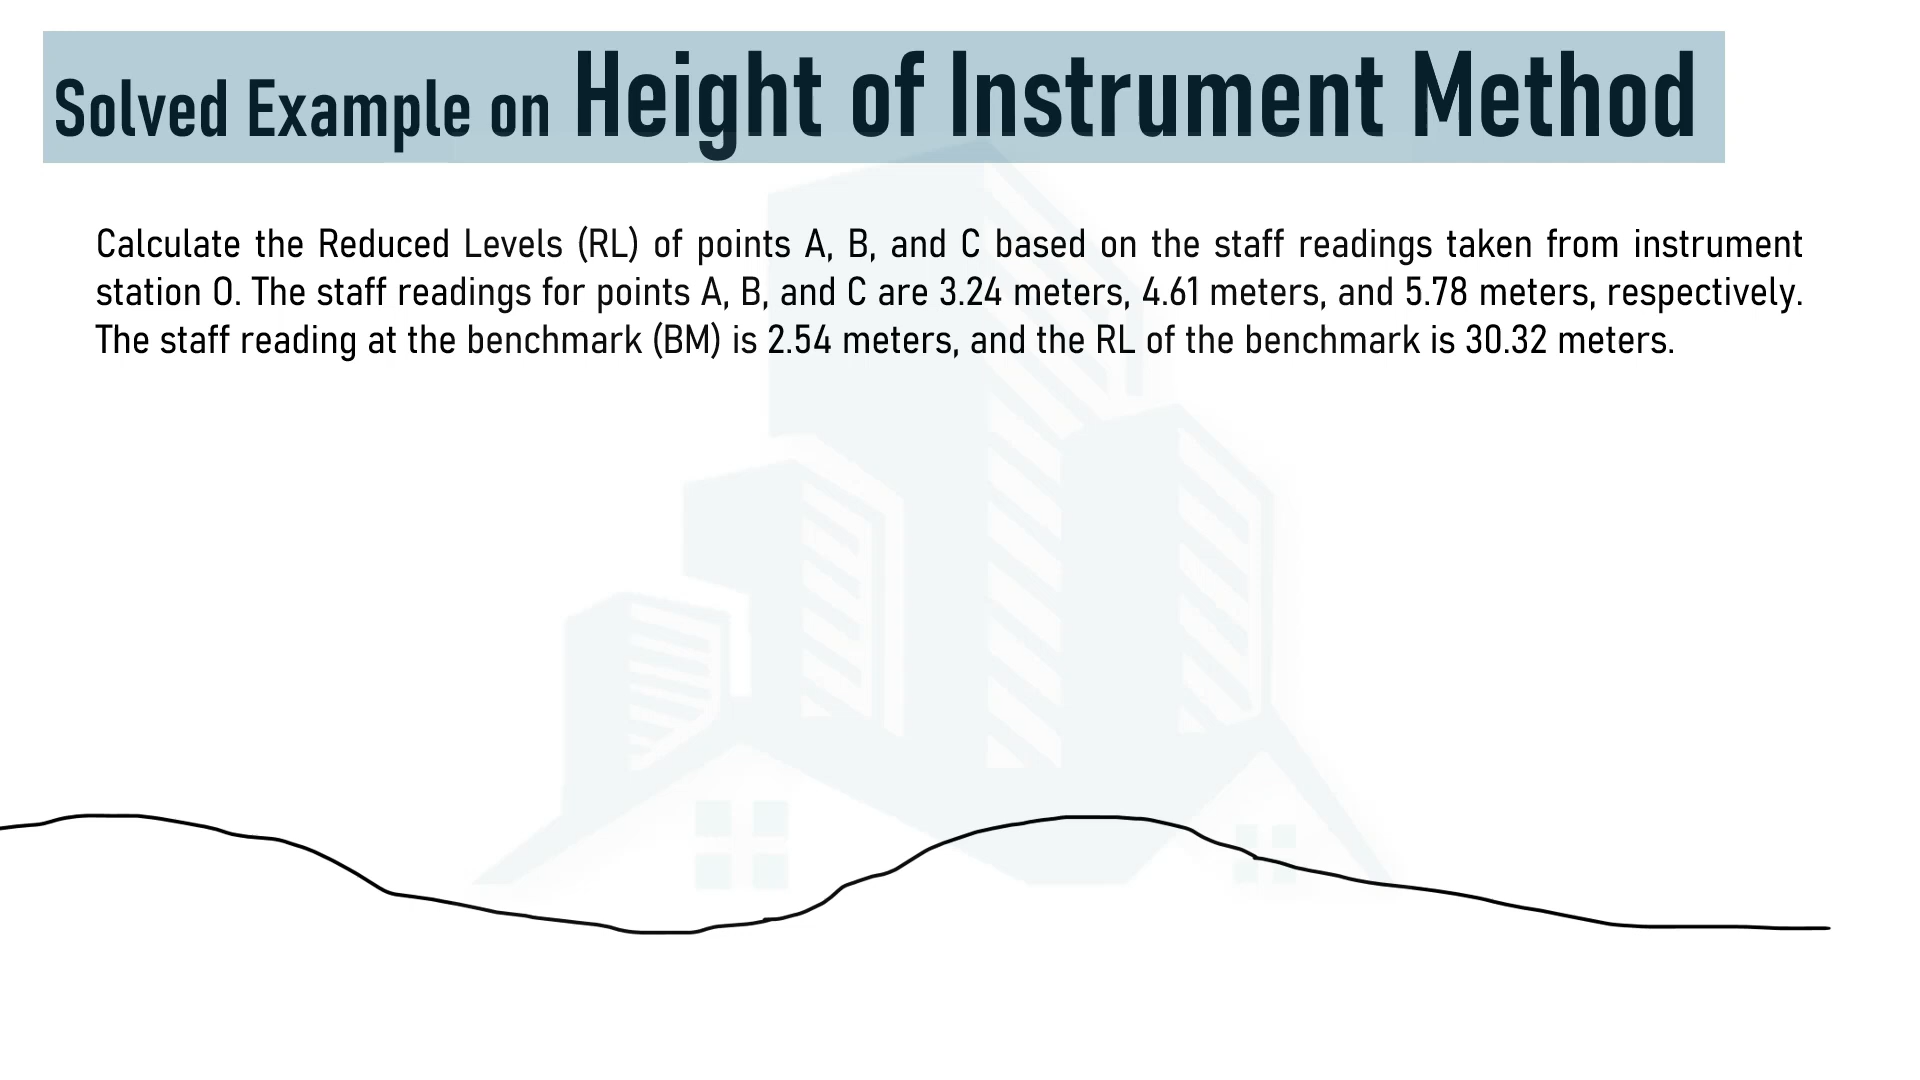 Solved Example on Height of Instrument Method
Calculate the Reduced Levels (RL) of points A, B, and C based on the staff readings taken from instrument
station O. The staff readings for points A, B, and C are 3.24 meters, 4.61 meters, and 5.78 meters, respectively.
The staff reading at the benchmark (BM) is 2.54 meters, and the RL of the benchmark is 30.32 meters.